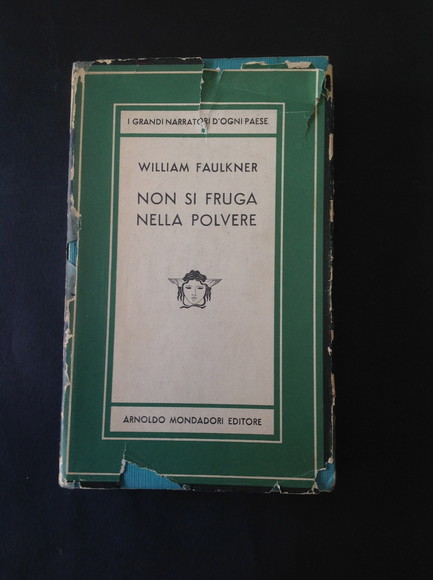 I GRANDI NARRATORI D'OGNI PAESE
WILLIAM FAULKNER
NON SI FRUGA
NELLA POLVERE
ARNOLDO MONDADORI EDITORE